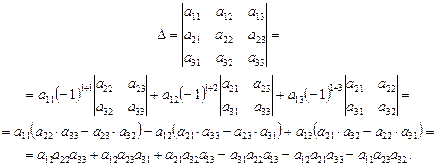 Δ = |a₁₁ a₁₂ a₁₃|
|a₂₁ a₂₂ a₂₃| =
|a₃₁ a₃₂ a₃₃|
= a₁₁(-1)¹⁺¹|a₂₂ a₂₃; a₃₂ a₃₃| + a₁₂(-1)¹⁺²|a₂₁ a₂₃; a₃₁ a₃₃| + a₁₃(-1)¹⁺³|a₂₁ a₂₂; a₃₁ a₃₂| =
= a₁₁(a₂₂ · a₃₃ − a₂₃ · a₃₂) − a₁₂(a₂₁ · a₃₃ − a₂₃ · a₃₁) + a₁₃(a₂₁ · a₃₂ − a₂₂ · a₃₁) =
= a₁₁a₂₂a₃₃ + a₁₂a₂₃a₃₁ + a₂₁a₃₂a₁₃ − a₃₁a₂₂a₁₃ − a₁₂a₂₁a₃₃ − a₁₁a₂₃a₃₂.